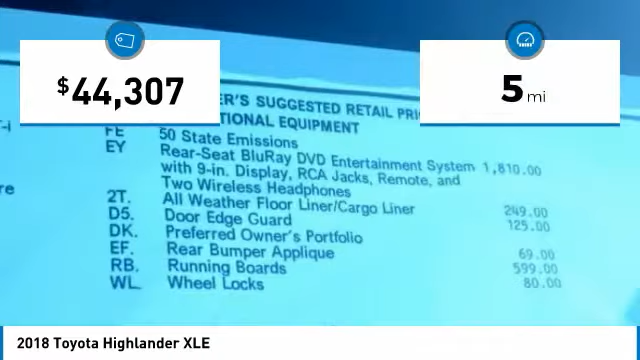 $44,307
5 mi
ER'S SUGGESTED RETAIL
TIONAL EQUIPMENT
FE 50 State Emissions
EY Rear-Seat BluRay DVD Entertainment System 1,810.00
with 9-in. Display, RCA Jacks, Remote, and
Two Wireless Headphones
2T. All Weather Floor Liner/Cargo Liner 249.00
D5. Door Edge Guard 125.00
DK. Preferred Owner's Portfolio
EF. Rear Bumper Applique 69.00
RB. Running Boards 599.00
WL. Wheel Locks 80.00
2018 Toyota Highlander XLE